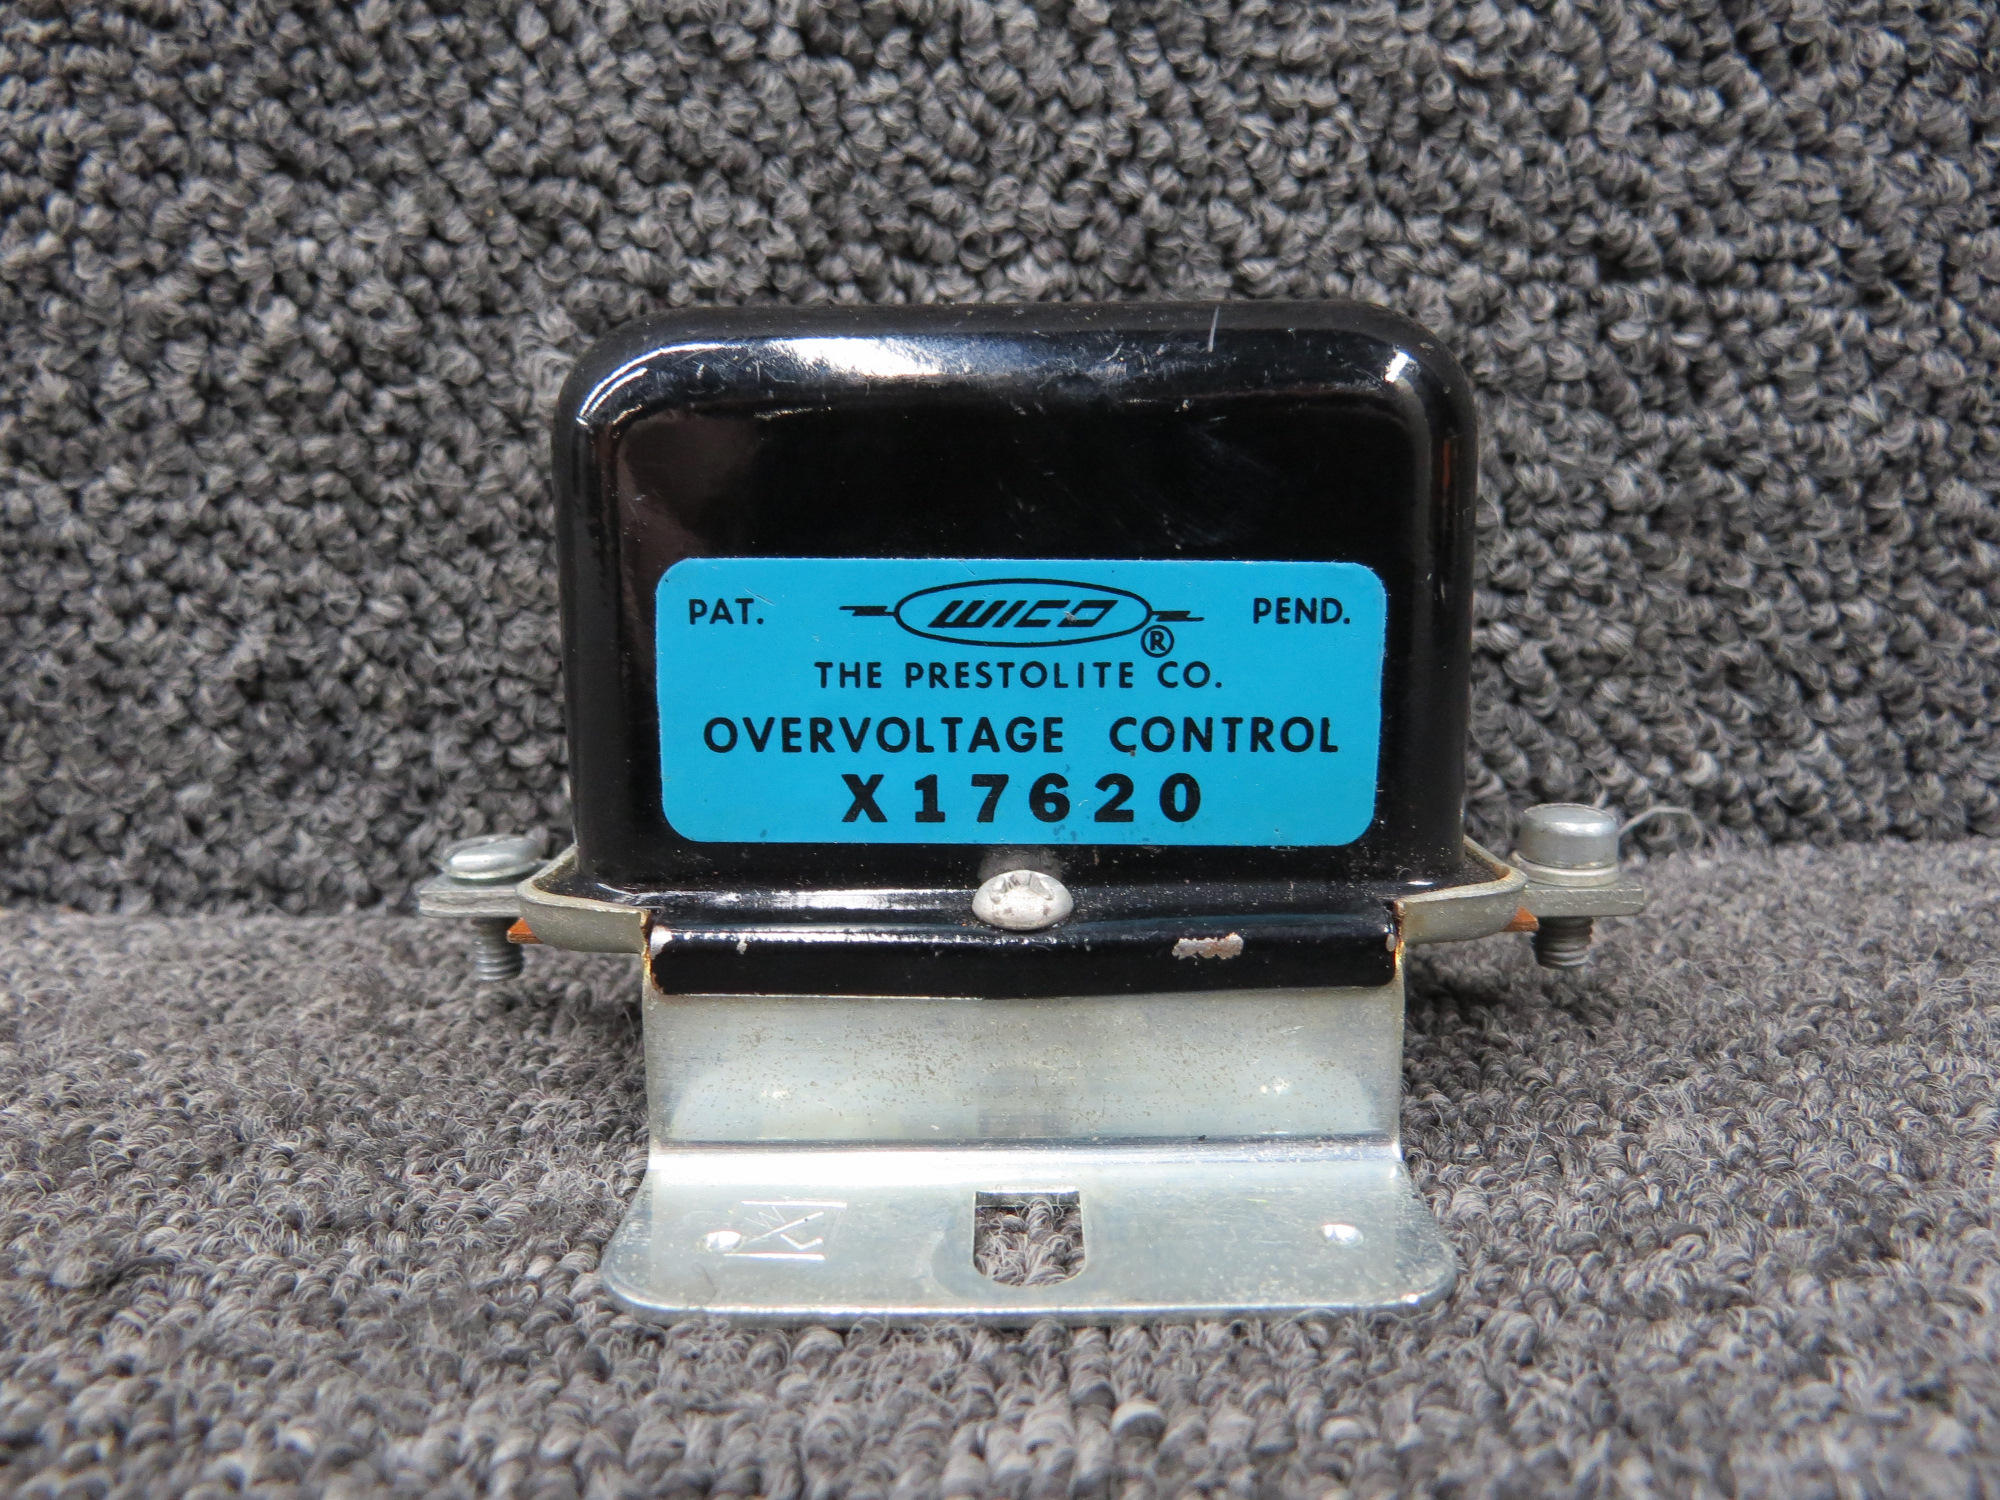 PAT. WICO ® PEND.
THE PRESTOLITE CO.
OVERVOLTAGE CONTROL
X17620